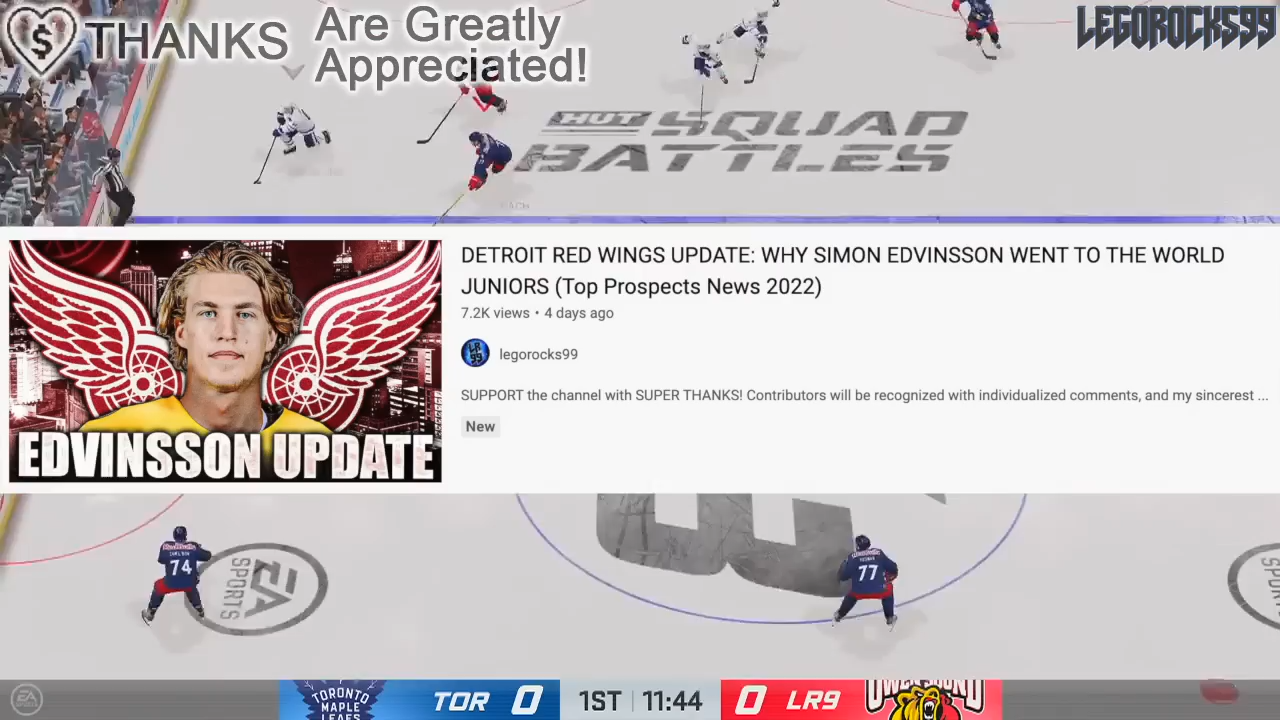 THANKS
Are Greatly
Appreciated!
LEGOROCKS99
HUT SQUAD
BATTLES
DETROIT RED WINGS UPDATE: WHY SIMON EDVINSSON WENT TO THE WORLD
JUNIORS (Top Prospects News 2022)
7.2K views • 4 days ago
legorocks99
SUPPORT the channel with SUPER THANKS! Contributors will be recognized with individualized comments, and my sincerest ...
New
EDVINSSON UPDATE
74
77
EA
SPORTS
TORONTO
MAPLE
LEAFS
TOR 0 1ST 11:44 0 LR9
OWEN SOUND